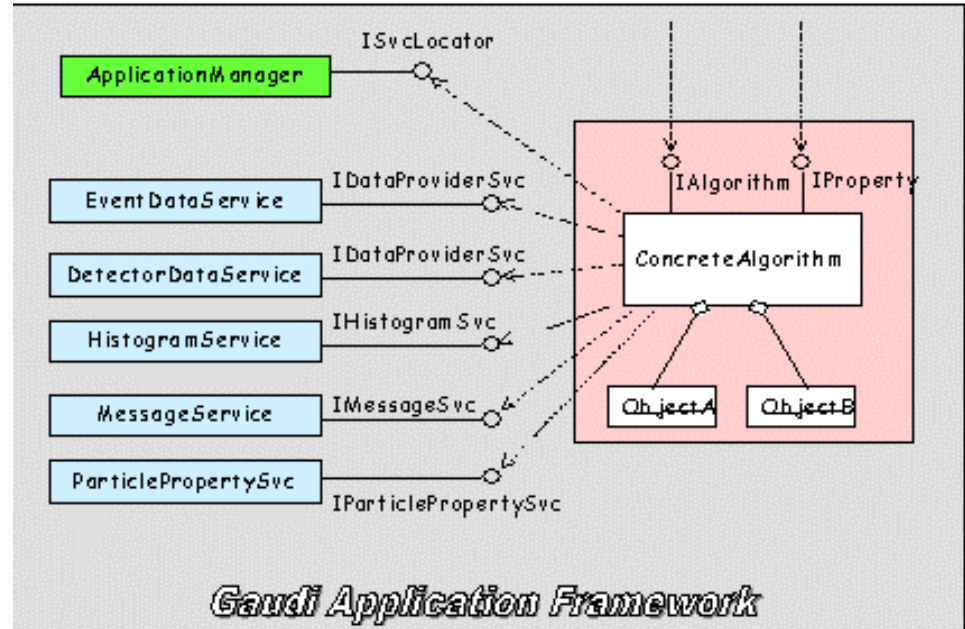 ISvcLocator
ApplicationManager
IDataProviderSvc
IAlgorithm
IProperty
EventDataService
IDataProviderSvc
ConcreteAlgorithm
DetectorDataService
IHistogramSvc
HistogramService
IMessageSvc
ObjectA
ObjectB
MessageService
ParticlePropertySvc
IParticlePropertySvc
Gaudi Application Framework